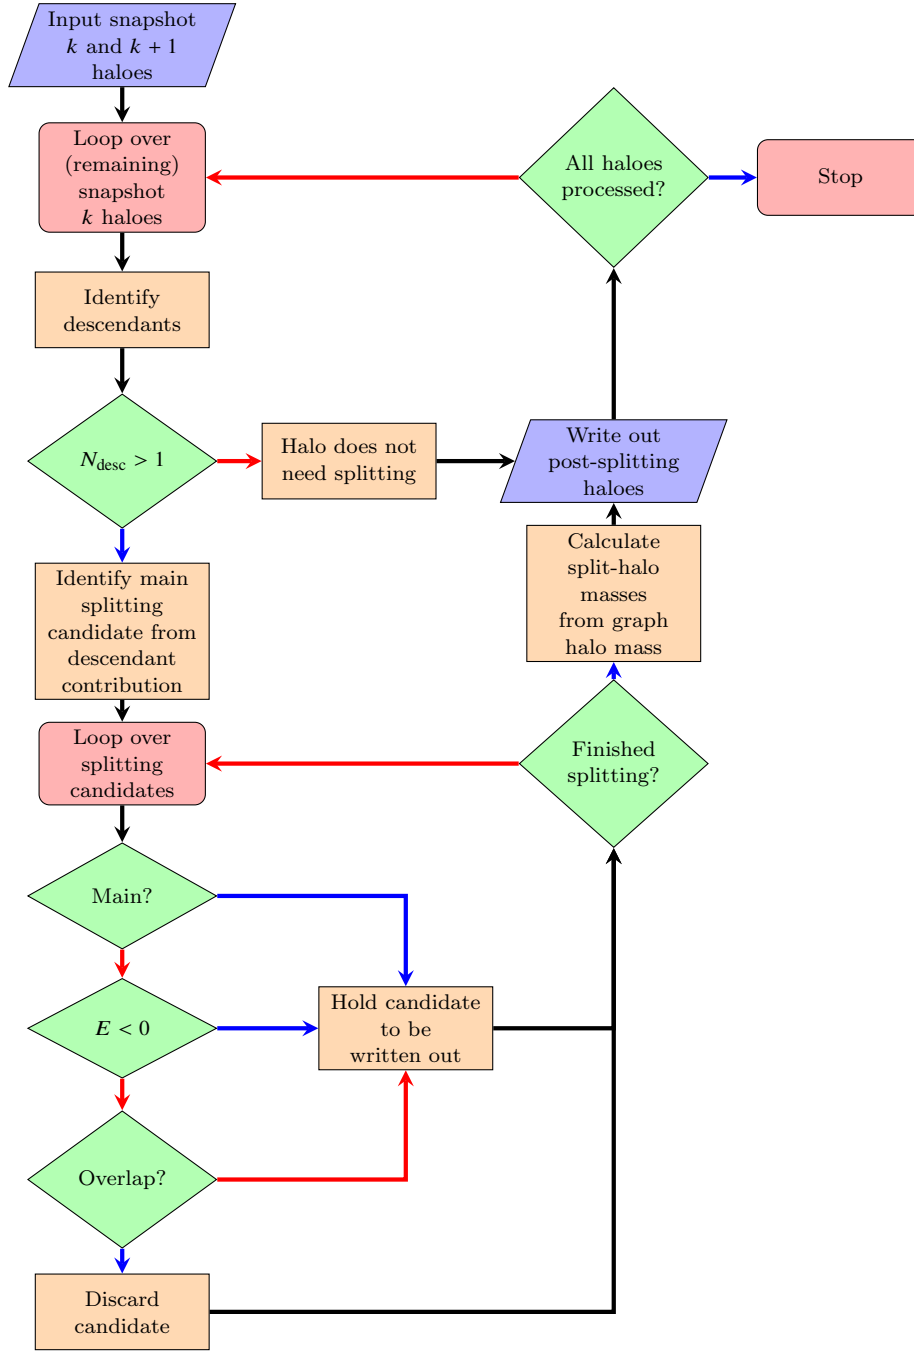 Input snapshot
k and k + 1
haloes
Loop over
(remaining)
snapshot
k haloes
All haloes
processed?
Stop
Identify
descendants
N_desc > 1
Halo does not
need splitting
Write out
post-splitting
haloes
Identify main
splitting
candidate from
descendant
contribution
Calculate
split-halo
masses
from graph
halo mass
Loop over
splitting
candidates
Finished
splitting?
Main?
E < 0
Hold candidate
to be
written out
Overlap?
Discard
candidate